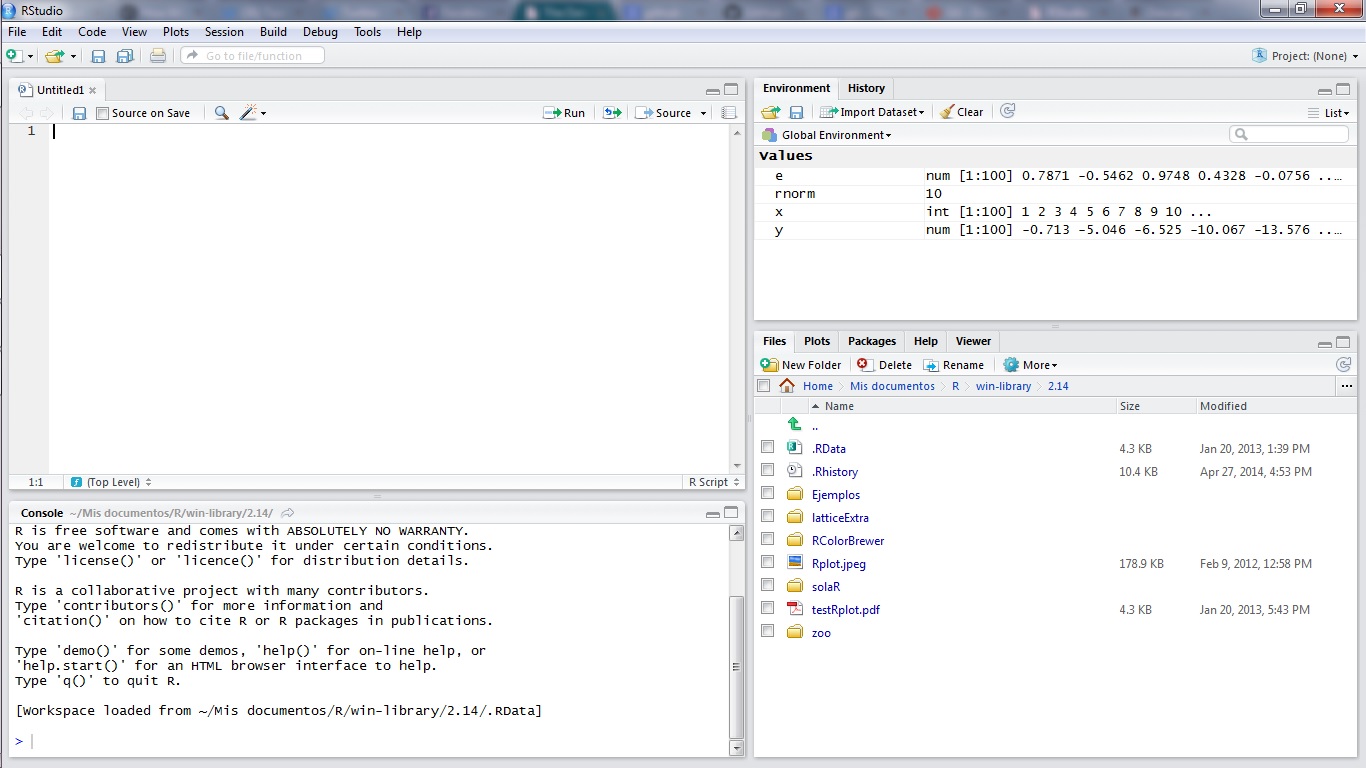 RStudio
File Edit Code View Plots Session Build Debug Tools Help
Go to file/function
Project: (None)
Untitled1
Source on Save
Run
Source
1
1:1
(Top Level)
R Script
Console ~/Mis documentos/R/win-library/2.14/
R is free software and comes with ABSOLUTELY NO WARRANTY.
You are welcome to redistribute it under certain conditions.
Type 'license()' or 'licence()' for distribution details.
R is a collaborative project with many contributors.
Type 'contributors()' for more information and
'citation()' on how to cite R or R packages in publications.
Type 'demo()' for some demos, 'help()' for on-line help, or
'help.start()' for an HTML browser interface to help.
Type 'q()' to quit R.
[Workspace loaded from ~/Mis documentos/R/win-library/2.14/.RData]
>
Environment History
Import Dataset Clear List
Global Environment
Values
e num [1:100] 0.7871 -0.5462 0.9748 0.4328 -0.0756 ...
rnorm 10
x int [1:100] 1 2 3 4 5 6 7 8 9 10 ...
y num [1:100] -0.713 -5.046 -6.525 -10.067 -13.576 ...
Files Plots Packages Help Viewer
New Folder Delete Rename More
Home Mis documentos R win-library 2.14 ...
Name Size Modified
..
.RData 4.3 KB Jan 20, 2013, 1:39 PM
.Rhistory 10.4 KB Apr 27, 2014, 4:53 PM
Ejemplos
latticeExtra
RColorBrewer
Rplot.jpeg 178.9 KB Feb 9, 2012, 12:58 PM
solaR
testRplot.pdf 4.3 KB Jan 20, 2013, 5:43 PM
zoo